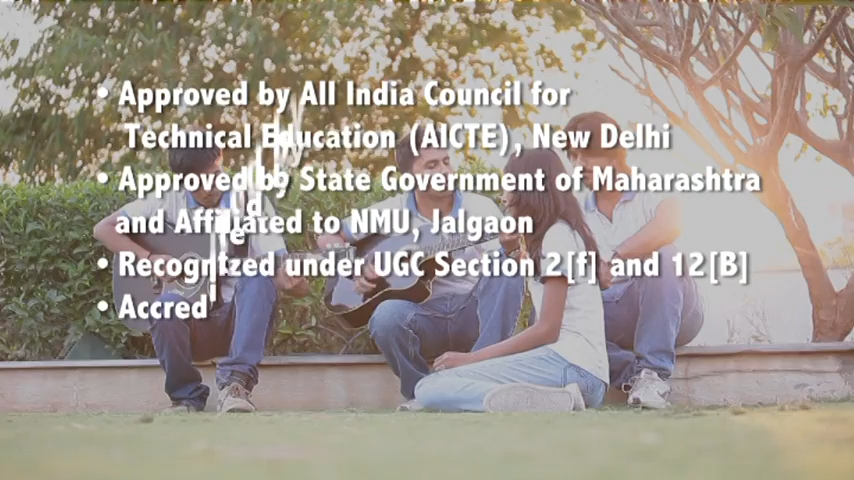 • Approved by All India Council for
Technical Education (AICTE), New Delhi
• Approved by State Government of Maharashtra
and Affiliated to NMU, Jalgaon
• Recognized under UGC Section 2[f] and 12[B]
• Accred